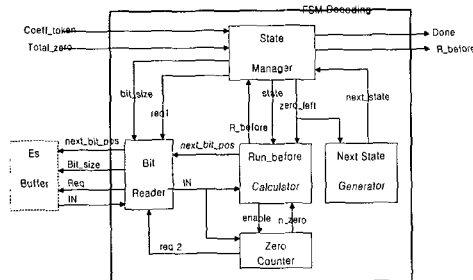 FSM Decoding
Coeff_token
Total_zero
State
Manager
Done
R_before
bit_size
req1
state
zero_left
next_state
R_before
next_bit_pos
next_bit_pos
Es
Buffer
Bit_size
Req
IN
Bit
Reader
IN
Run_before
Calculator
Next State
Generator
enable
n_zero
req 2
Zero
Counter